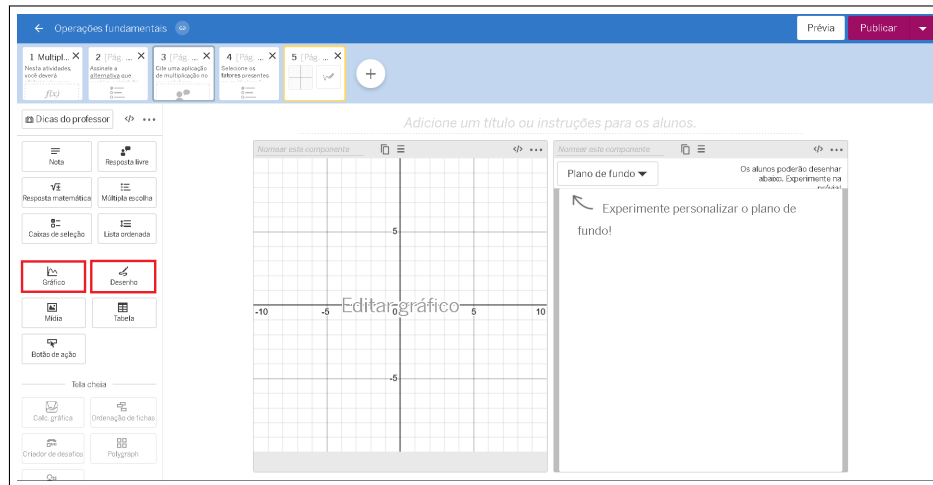 Operações fundamentais
Prévia
Publicar
1 Multipl... X
Nesta atividades, você deverá
f(x)
2 [Pág. ... X
Assinale a alternativa que
3 [Pág. ... X
Cite uma aplicação de multiplicação no
4 [Pág. ... X
Selecione os fatores presentes
5 [Pág. ... X
+
Dicas do professor
</>
Adicione um título ou instruções para os alunos.
Nota
Resposta livre
Resposta matemática
Múltipla escolha
Caixas de seleção
Lista ordenada
Gráfico
Desenho
Mídia
Tabela
Botão de ação
Tela cheia
Calc. gráfica
Ordenação de fichas
Criador de desafios
Polygraph
Nomear este componente
</>
5
-10
-5
0
5
10
-5
Editar gráfico
Nomear este componente
</>
Plano de fundo
Os alunos poderão desenhar
abaixo. Experimente na
prévia!
Experimente personalizar o plano de
fundo!